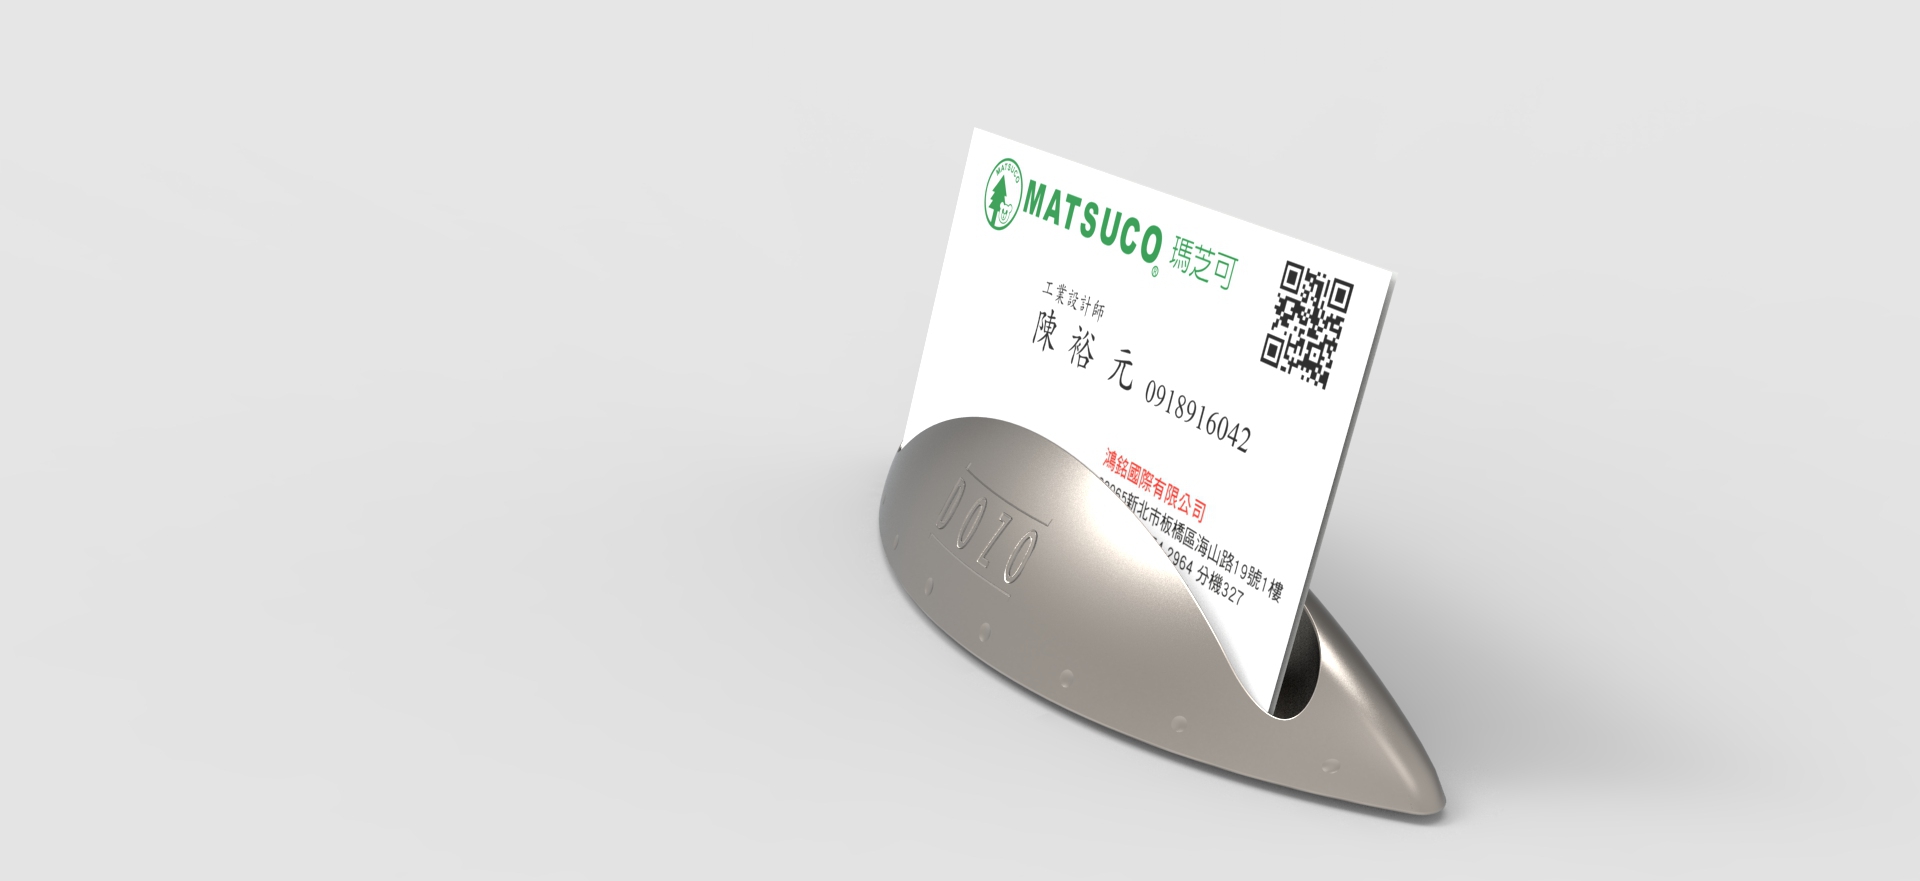 MATSUCO
MATSUCO® 瑪芝可
工業設計師
陳裕元 0918916042
鴻銘國際有限公司
新北市板橋區海山路19號1樓
2964 分機327
DOZO